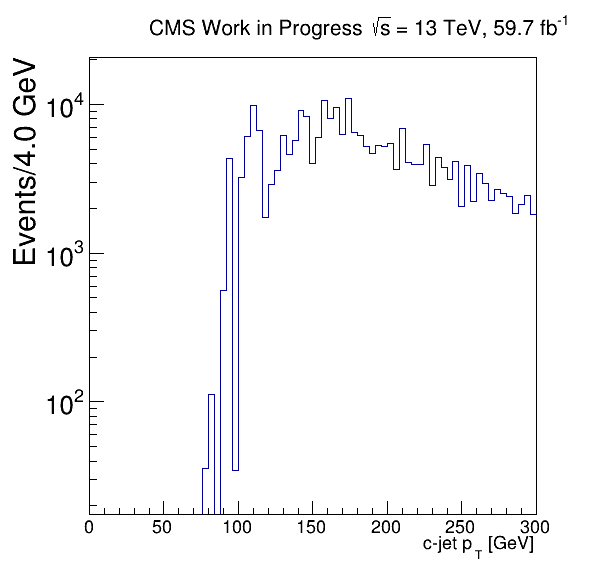 CMS Work in Progress √s = 13 TeV, 59.7 fb⁻¹
Events/4.0 GeV
10⁴
10³
10²
0 50 100 150 200 250 300
c-jet p_T [GeV]